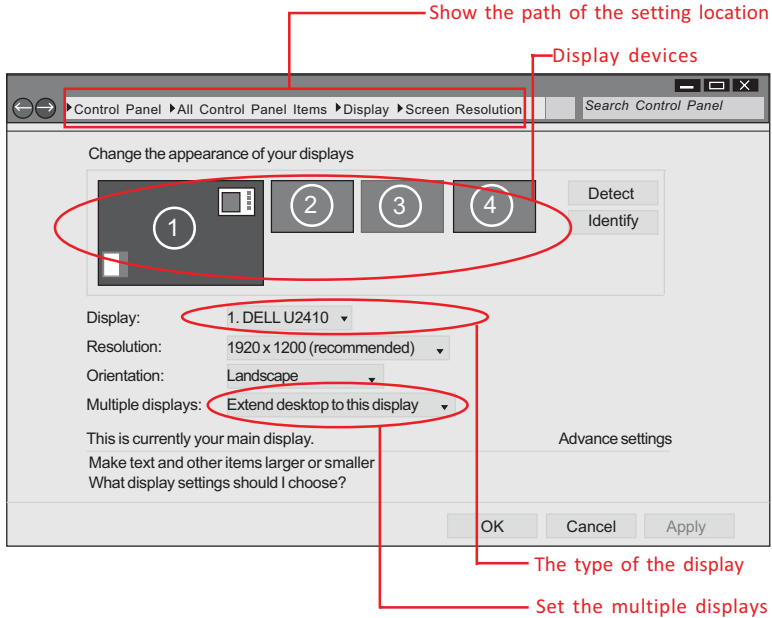 Show the path of the setting location
Display devices
Control Panel All Control Panel Items Display Screen Resolution
Search Control Panel
Change the appearance of your displays
1 2 3 4
Detect
Identify
Display: 1. DELL U2410
Resolution: 1920 x 1200 (recommended)
Orientation: Landscape
Multiple displays: Extend desktop to this display
This is currently your main display. Advance settings
Make text and other items larger or smaller
What display settings should I choose?
OK Cancel Apply
The type of the display
Set the multiple displays